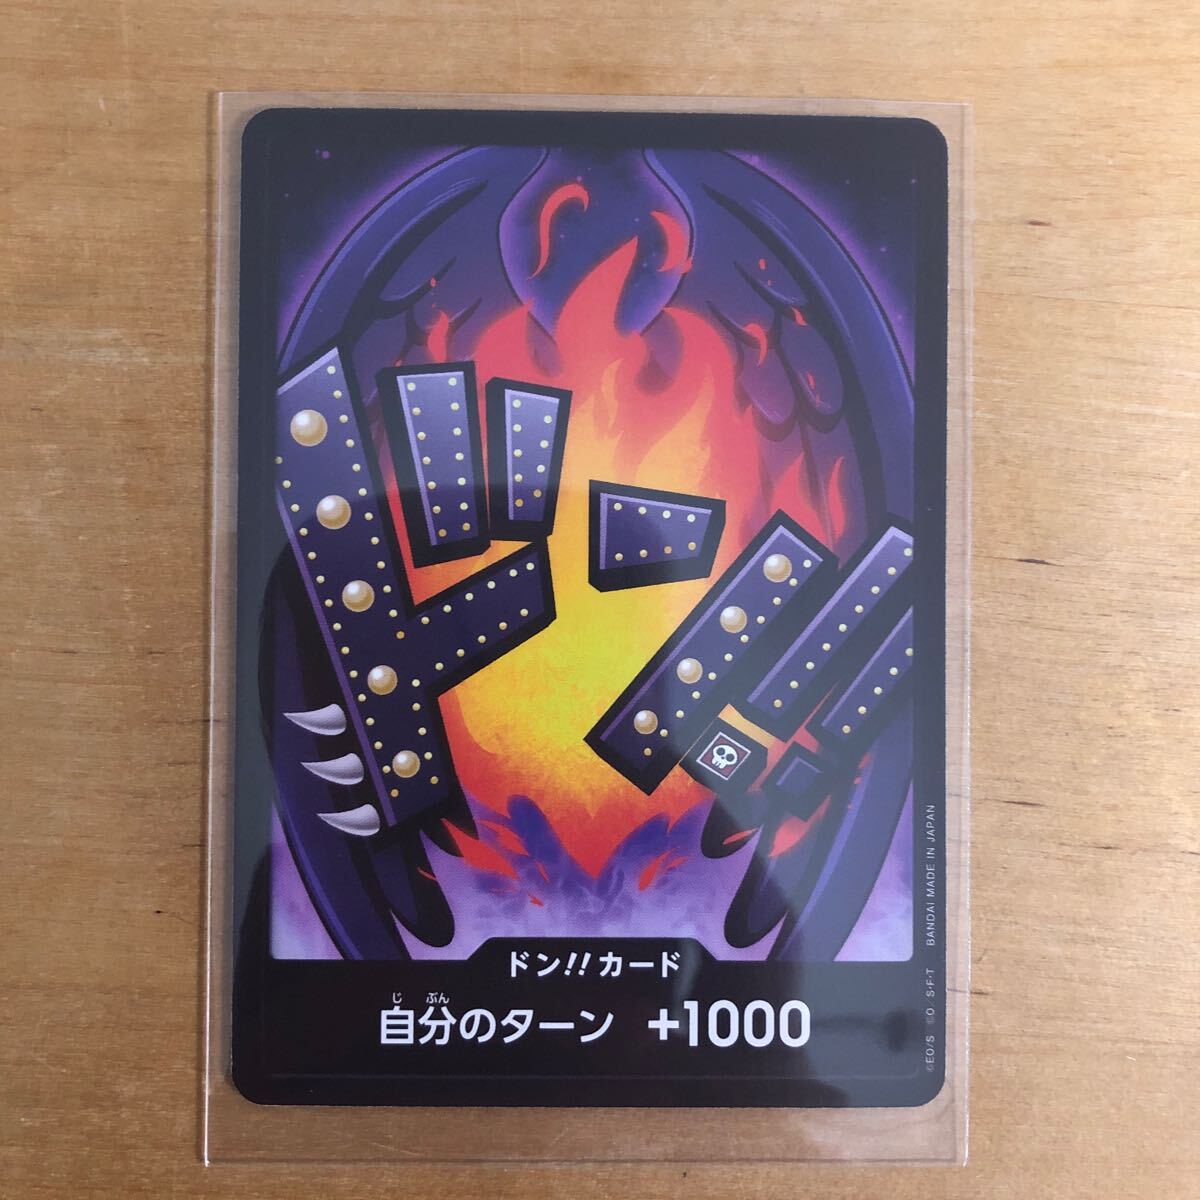 ドン!!
ドン!!カード
じ ぶん
自分のターン +1000
©EO/S ©O/S・F・T BANDAI MADE IN JAPAN